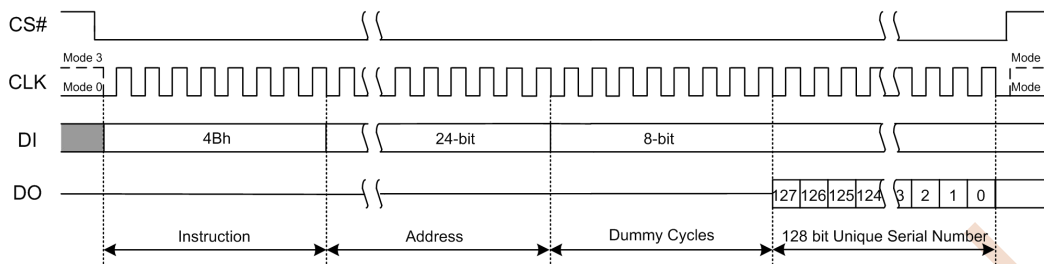 CS#
Mode 3 Mode
CLK
Mode 0 Mode
DI 4Bh 24-bit 8-bit
DO 127 126 125 124 3 2 1 0
Instruction Address Dummy Cycles 128 bit Unique Serial Number